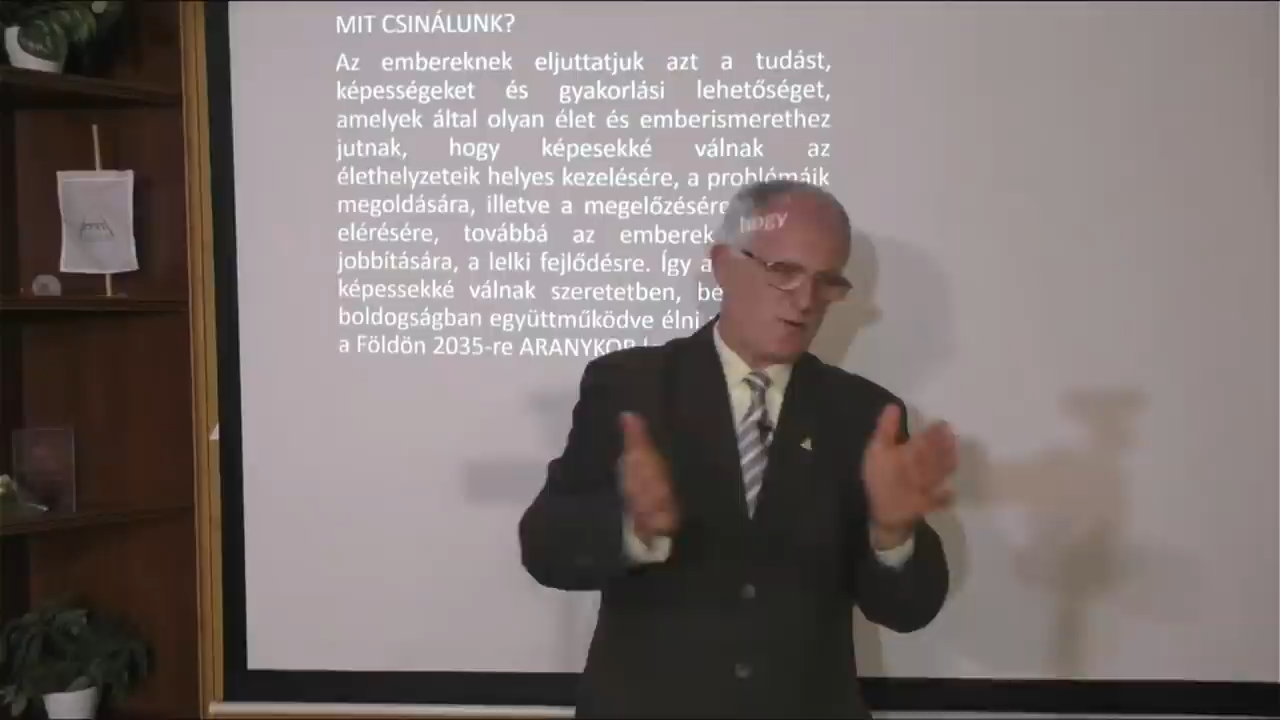 MIT CSINÁLUNK?
Az embereknek eljuttatjuk azt a tudást,
képességeket és gyakorlási lehetőséget,
amelyek által olyan élet és emberismerethez
jutnak, hogy képesekké válnak az
élethelyzeteik helyes kezelésére, a problémáik
megoldására, illetve a megelőzésére hogy
elérésére, továbbá az emberek
jobbítására, a lelki fejlődésre. Így a
képessekké válnak szeretetben,
boldogságban együttműködve élni
a Földön 2035-re ARANYKOR